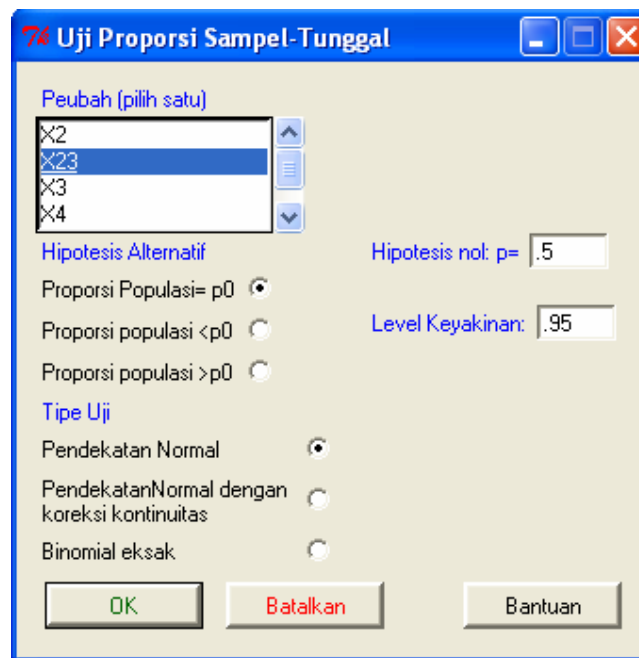 Uji Proporsi Sampel-Tunggal
Peubah (pilih satu)
X2
X23
X3
X4
Hipotesis Alternatif
Proporsi Populasi= p0
Proporsi populasi <p0
Proporsi populasi >p0
Hipotesis nol: p= .5
Level Keyakinan: .95
Tipe Uji
Pendekatan Normal
PendekatanNormal dengan
koreksi kontinuitas
Binomial eksak
OK
Batalkan
Bantuan